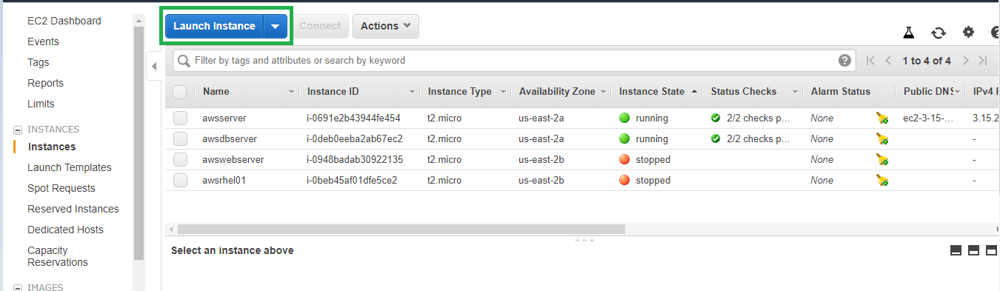 EC2 Dashboard
Events
Tags
Reports
Limits
INSTANCES
Instances
Launch Templates
Spot Requests
Reserved Instances
Dedicated Hosts
Capacity
Reservations
IMAGES
Launch Instance Connect Actions
Filter by tags and attributes or search by keyword
1 to 4 of 4
Name Instance ID Instance Type Availability Zone Instance State Status Checks Alarm Status Public DNS IPv4 P
awsserver i-0691e2b43944fe454 t2.micro us-east-2a running 2/2 checks p... None ec2-3-15-... 3.15.2
awsdbserver i-0deb0eeba2ab67ec2 t2.micro us-east-2a running 2/2 checks p... None -
awswebserver i-0948badab30922135 t2.micro us-east-2b stopped None -
awsrhel01 i-0beb45af01dfe5ce2 t2.micro us-east-2b stopped None -
Select an instance above